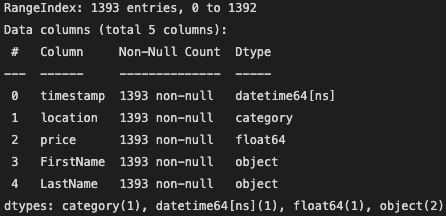 RangeIndex: 1393 entries, 0 to 1392
Data columns (total 5 columns):
 #   Column     Non-Null Count  Dtype
---  ------     --------------  -----
 0   timestamp  1393 non-null   datetime64[ns]
 1   location   1393 non-null   category
 2   price      1393 non-null   float64
 3   FirstName  1393 non-null   object
 4   LastName   1393 non-null   object
dtypes: category(1), datetime64[ns](1), float64(1), object(2)